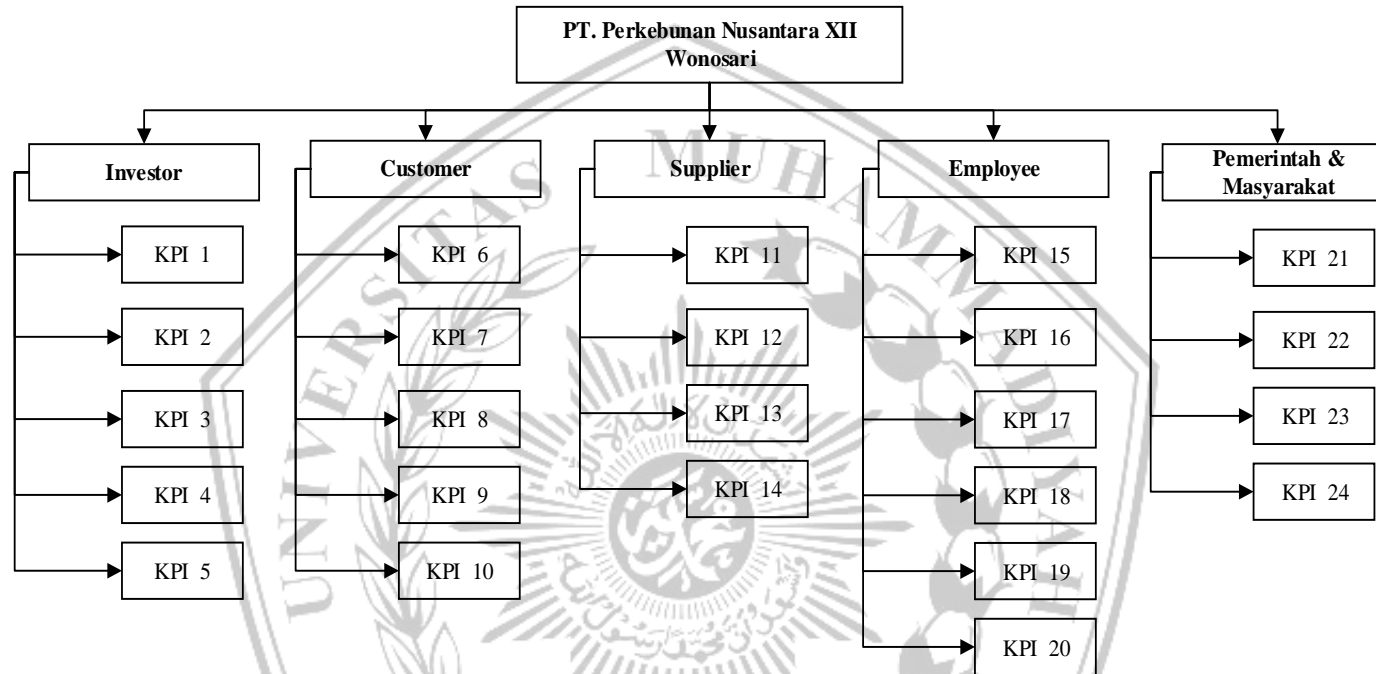 PT. Perkebunan Nusantara XII
Wonosari
Investor
Customer
Supplier
Employee
Pemerintah &
Masyarakat
KPI 1
KPI 2
KPI 3
KPI 4
KPI 5
KPI 6
KPI 7
KPI 8
KPI 9
KPI 10
KPI 11
KPI 12
KPI 13
KPI 14
KPI 15
KPI 16
KPI 17
KPI 18
KPI 19
KPI 20
KPI 21
KPI 22
KPI 23
KPI 24
UNIVERSITAS MUHAMMADIYAH